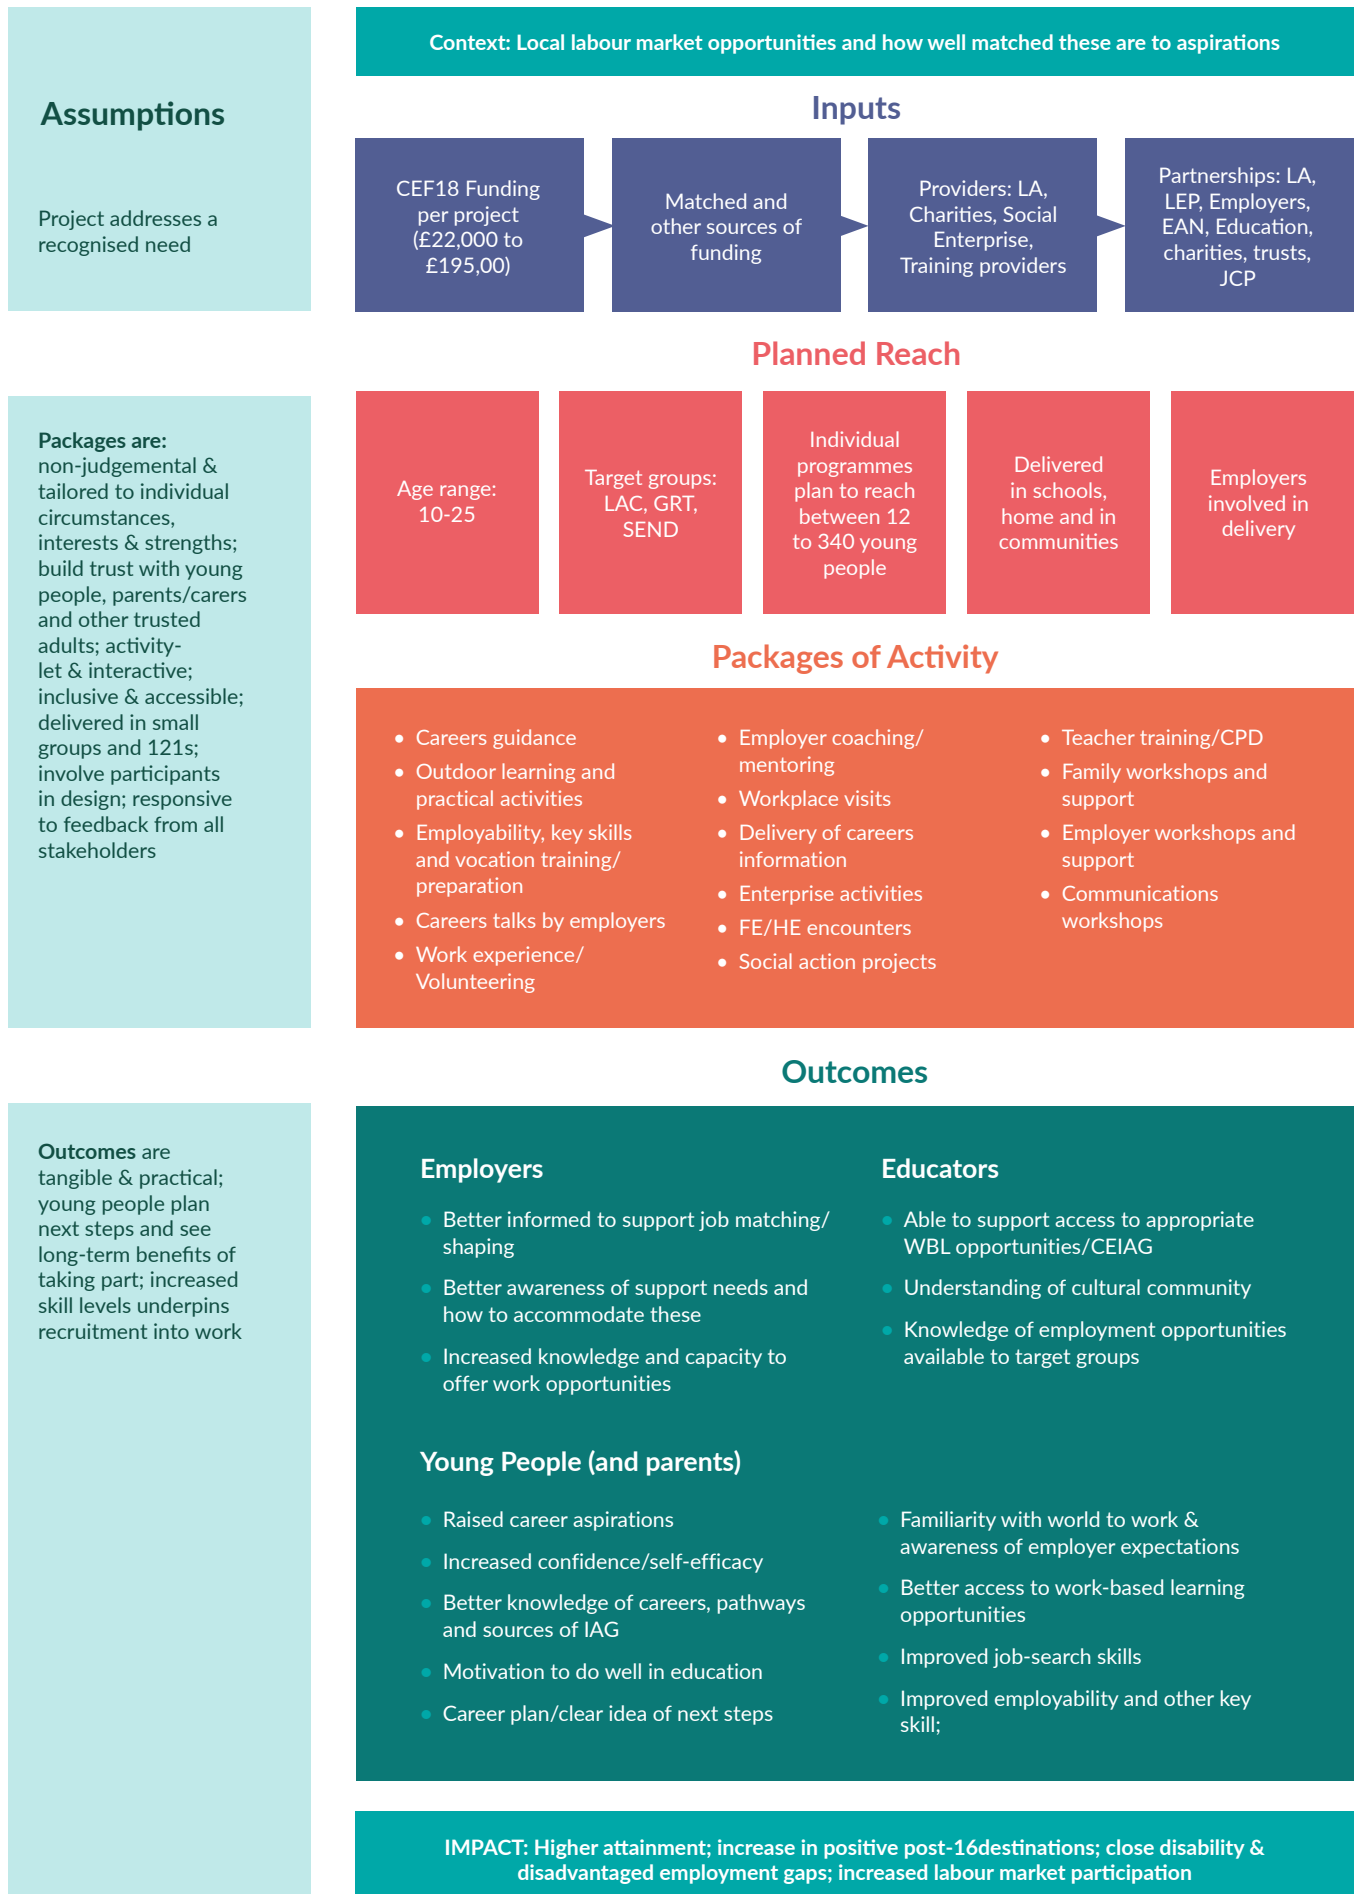 Context: Local labour market opportunities and how well matched these are to aspirations
Assumptions
Project addresses a
recognised need
Inputs
CEF18 Funding
per project
(£22,000 to
£195,00)
Matched and
other sources of
funding
Providers: LA,
Charities, Social
Enterprise,
Training providers
Partnerships: LA,
LEP, Employers,
EAN, Education,
charities, trusts,
JCP
Planned Reach
Age range:
10-25
Target groups:
LAC, GRT,
SEND
Individual
programmes
plan to reach
between 12
to 340 young
people
Delivered
in schools,
home and in
communities
Employers
involved in
delivery
Packages are:
non-judgemental &
tailored to individual
circumstances,
interests & strengths;
build trust with young
people, parents/carers
and other trusted
adults; activity-
let & interactive;
inclusive & accessible;
delivered in small
groups and 121s;
involve participants
in design; responsive
to feedback from all
stakeholders
Packages of Activity
• Careers guidance
• Outdoor learning and
practical activities
• Employability, key skills
and vocation training/
preparation
• Careers talks by employers
• Work experience/
Volunteering
• Employer coaching/
mentoring
• Workplace visits
• Delivery of careers
information
• Enterprise activities
• FE/HE encounters
• Social action projects
• Teacher training/CPD
• Family workshops and
support
• Employer workshops and
support
• Communications
workshops
Outcomes
Outcomes are
tangible & practical;
young people plan
next steps and see
long-term benefits of
taking part; increased
skill levels underpins
recruitment into work
Employers
• Better informed to support job matching/
shaping
• Better awareness of support needs and
how to accommodate these
• Increased knowledge and capacity to
offer work opportunities
Educators
• Able to support access to appropriate
WBL opportunities/CEIAG
• Understanding of cultural community
• Knowledge of employment opportunities
available to target groups
Young People (and parents)
• Raised career aspirations
• Increased confidence/self-efficacy
• Better knowledge of careers, pathways
and sources of IAG
• Motivation to do well in education
• Career plan/clear idea of next steps
• Familiarity with world to work &
awareness of employer expectations
• Better access to work-based learning
opportunities
• Improved job-search skills
• Improved employability and other key
skill;
IMPACT: Higher attainment; increase in positive post-16destinations; close disability &
disadvantaged employment gaps; increased labour market participation